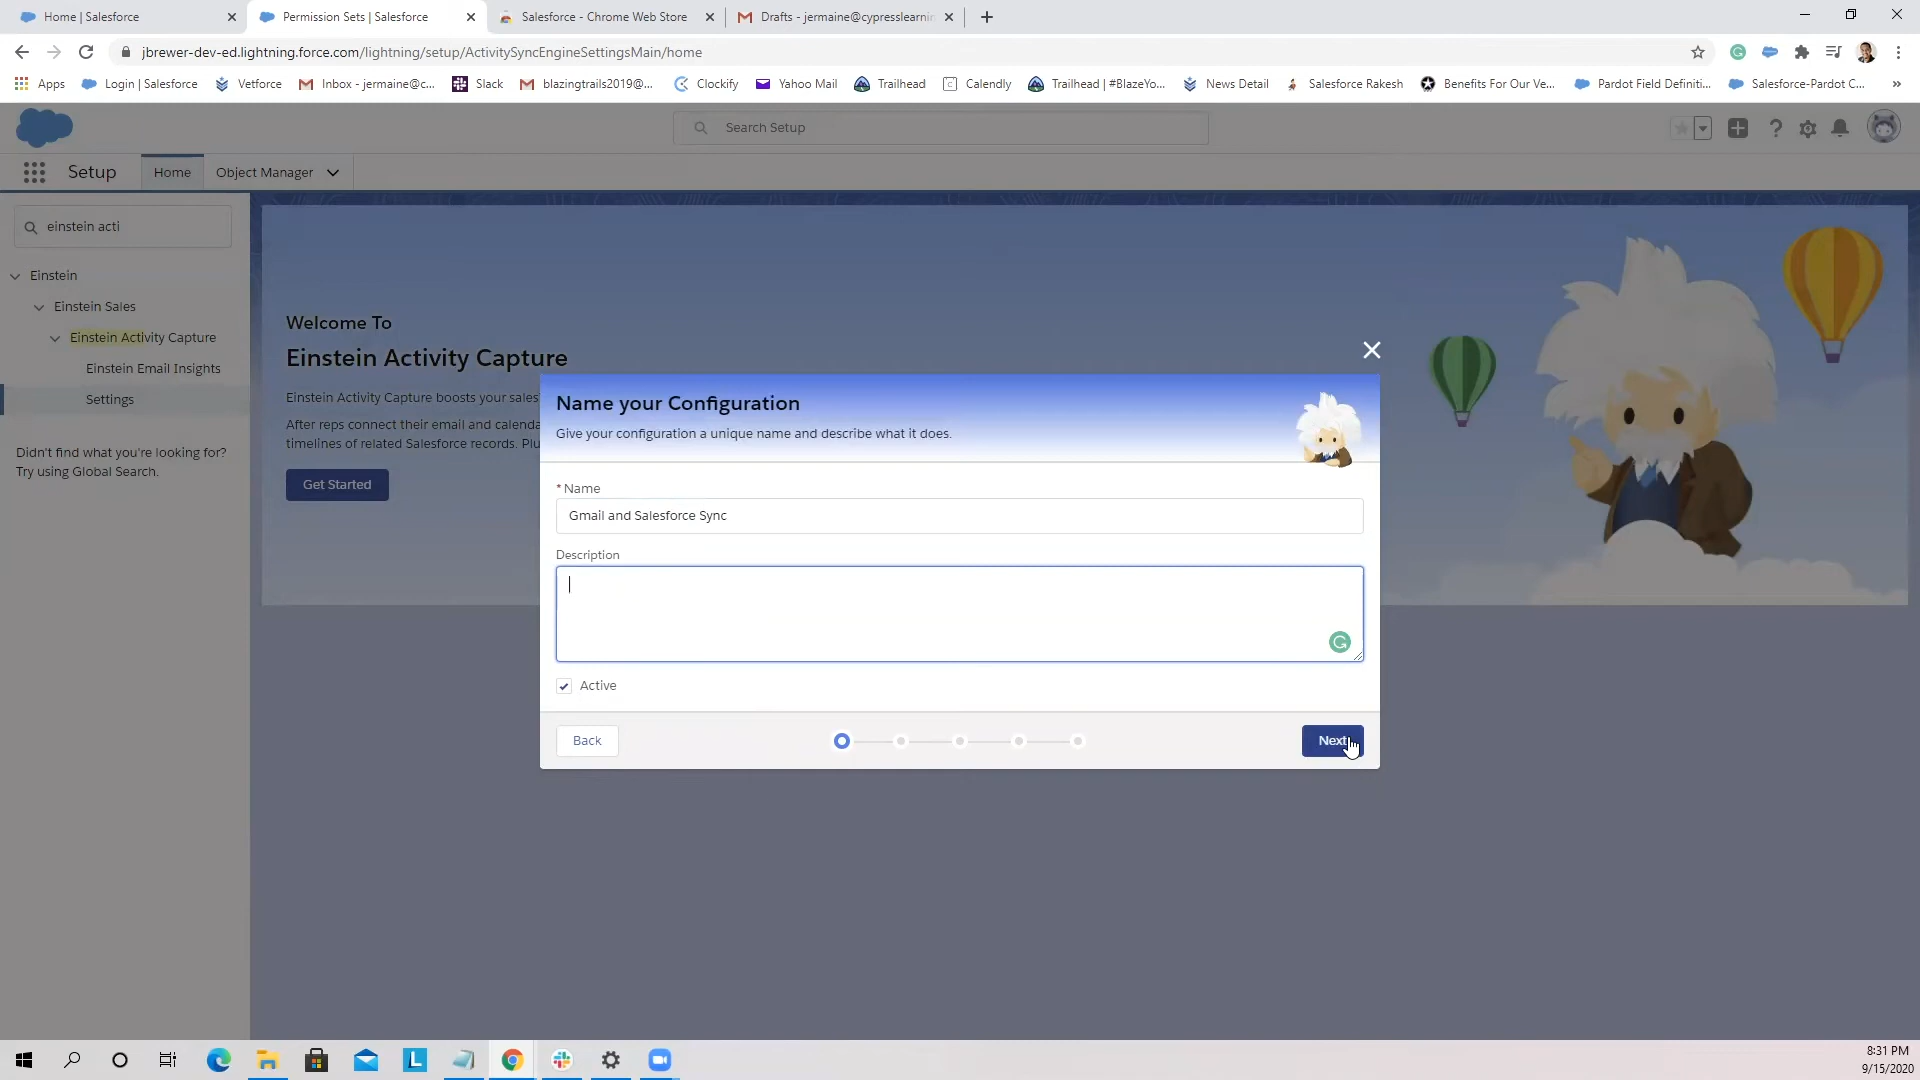 Home | Salesforce
Permission Sets | Salesforce
Salesforce - Chrome Web Store
Drafts - jermaine@cypresslearnin
jbrewer-dev-ed.lightning.force.com/lightning/setup/ActivitySyncEngineSettingsMain/home
Apps
Login | Salesforce
Vetforce
Inbox - jermaine@c...
Slack
blazingtrails2019@...
Clockify
Yahoo Mail
Trailhead
Calendly
Trailhead | #BlazeYo...
News Detail
Salesforce Rakesh
Benefits For Our Ve...
Pardot Field Definiti...
Salesforce-Pardot C...
»
Search Setup
Setup
Home
Object Manager
einstein acti
Einstein
Einstein Sales
Einstein Activity Capture
Einstein Email Insights
Settings
Didn't find what you're looking for?
Try using Global Search.
Welcome To
Einstein Activity Capture
Einstein Activity Capture boosts your sales
After reps connect their email and calenda
timelines of related Salesforce records. Plu
Get Started
Name your Configuration
Give your configuration a unique name and describe what it does.
* Name
Gmail and Salesforce Sync
Description
Active
Back
Next
8:31 PM
9/15/2020